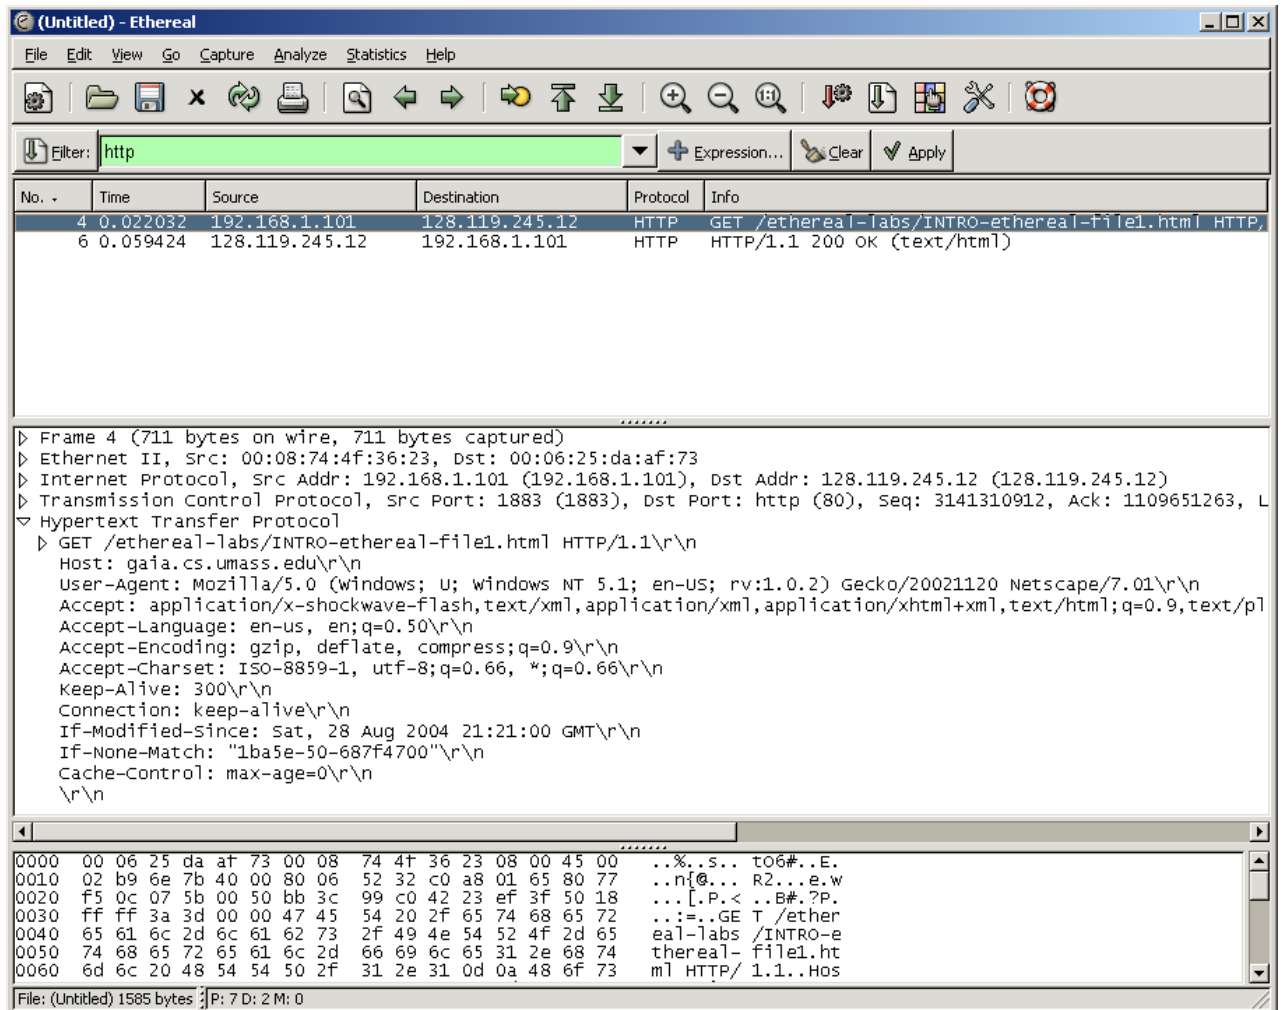 (Untitled) - Ethereal
File Edit View Go Capture Analyze Statistics Help
Filter: http Expression... Clear Apply
No. Time Source Destination Protocol Info
4 0.022032 192.168.1.101 128.119.245.12 HTTP GET /ethereal-labs/INTRO-ethereal-file1.html HTTP/
6 0.059424 128.119.245.12 192.168.1.101 HTTP HTTP/1.1 200 OK (text/html)
Frame 4 (711 bytes on wire, 711 bytes captured)
Ethernet II, Src: 00:08:74:4f:36:23, Dst: 00:06:25:da:af:73
Internet Protocol, Src Addr: 192.168.1.101 (192.168.1.101), Dst Addr: 128.119.245.12 (128.119.245.12)
Transmission Control Protocol, Src Port: 1883 (1883), Dst Port: http (80), Seq: 3141310912, Ack: 1109651263, L
Hypertext Transfer Protocol
GET /ethereal-labs/INTRO-ethereal-file1.html HTTP/1.1\r\n
Host: gaia.cs.umass.edu\r\n
User-Agent: Mozilla/5.0 (Windows; U; Windows NT 5.1; en-US; rv:1.0.2) Gecko/20021120 Netscape/7.01\r\n
Accept: application/x-shockwave-flash,text/xml,application/xml,application/xhtml+xml,text/html;q=0.9,text/pl
Accept-Language: en-us, en;q=0.50\r\n
Accept-Encoding: gzip, deflate, compress;q=0.9\r\n
Accept-Charset: ISO-8859-1, utf-8;q=0.66, *;q=0.66\r\n
Keep-Alive: 300\r\n
Connection: keep-alive\r\n
If-Modified-Since: Sat, 28 Aug 2004 21:21:00 GMT\r\n
If-None-Match: "1ba5e-50-687f4700"\r\n
Cache-Control: max-age=0\r\n
\r\n
0000 00 06 25 da af 73 00 08 74 4f 36 23 08 00 45 00 ..%..s.. tO6#..E.
0010 02 b9 6e 7b 40 00 80 06 52 32 c0 a8 01 65 80 77 ..n{@... R2...e.w
0020 f5 0c 07 5b 00 50 bb 3c 99 c0 42 23 ef 3f 50 18 ...[.P.< ..B#.?P.
0030 ff ff 3a 3d 00 00 47 45 54 20 2f 65 74 68 65 72 ..:=..GE T /ether
0040 65 61 6c 2d 6c 61 62 73 2f 49 4e 54 52 4f 2d 65 eal-labs /INTRO-e
0050 74 68 65 72 65 61 6c 2d 66 69 6c 65 31 2e 68 74 thereal- file1.ht
0060 6d 6c 20 48 54 54 50 2f 31 2e 31 0d 0a 48 6f 73 ml HTTP/ 1.1..Hos
File: (Untitled) 1585 bytes P: 7 D: 2 M: 0